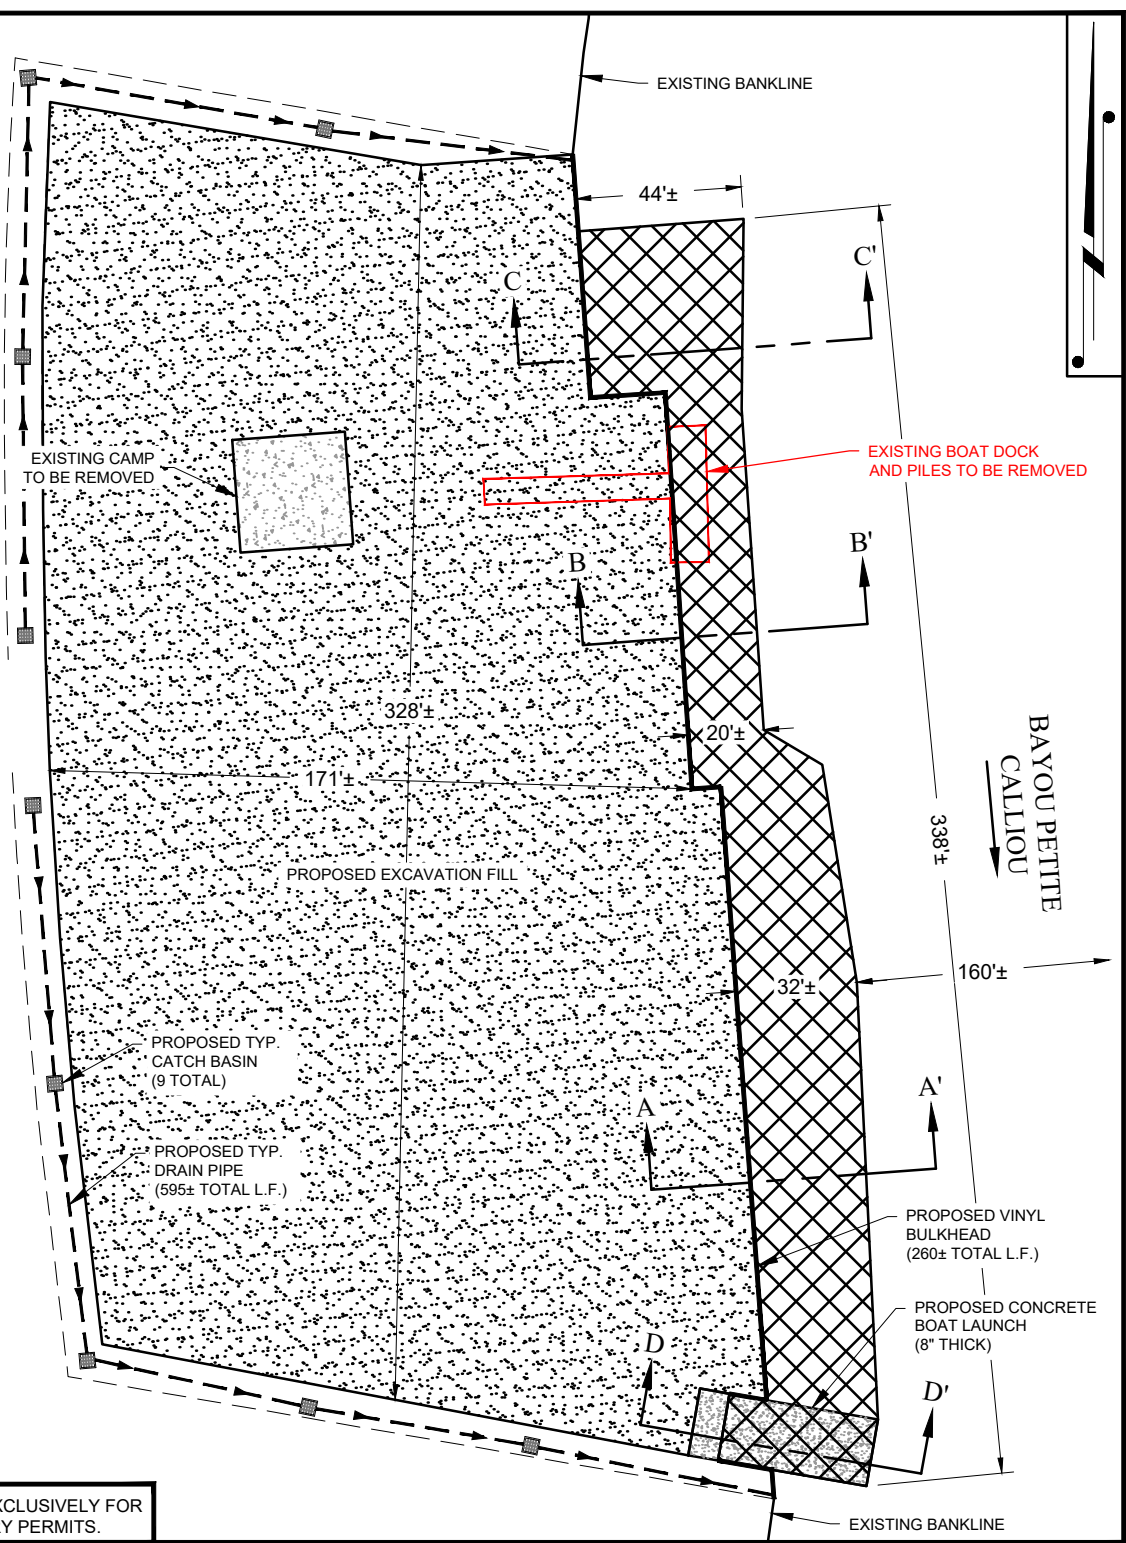 EXISTING BANKLINE
44'±
C
C'
EXISTING CAMP
TO BE REMOVED
EXISTING BOAT DOCK
AND PILES TO BE REMOVED
B
B'
328'±
20'±
171'±
BAYOU PETITE
CALLIOU
338'±
PROPOSED EXCAVATION FILL
160'±
32'±
PROPOSED TYP.
CATCH BASIN
(9 TOTAL)
A
A'
PROPOSED TYP.
DRAIN PIPE
(595± TOTAL L.F.)
PROPOSED VINYL
BULKHEAD
(260± TOTAL L.F.)
PROPOSED CONCRETE
BOAT LAUNCH
(8" THICK)
D
D'
EXCLUSIVELY FOR
PERMITS.
EXISTING BANKLINE